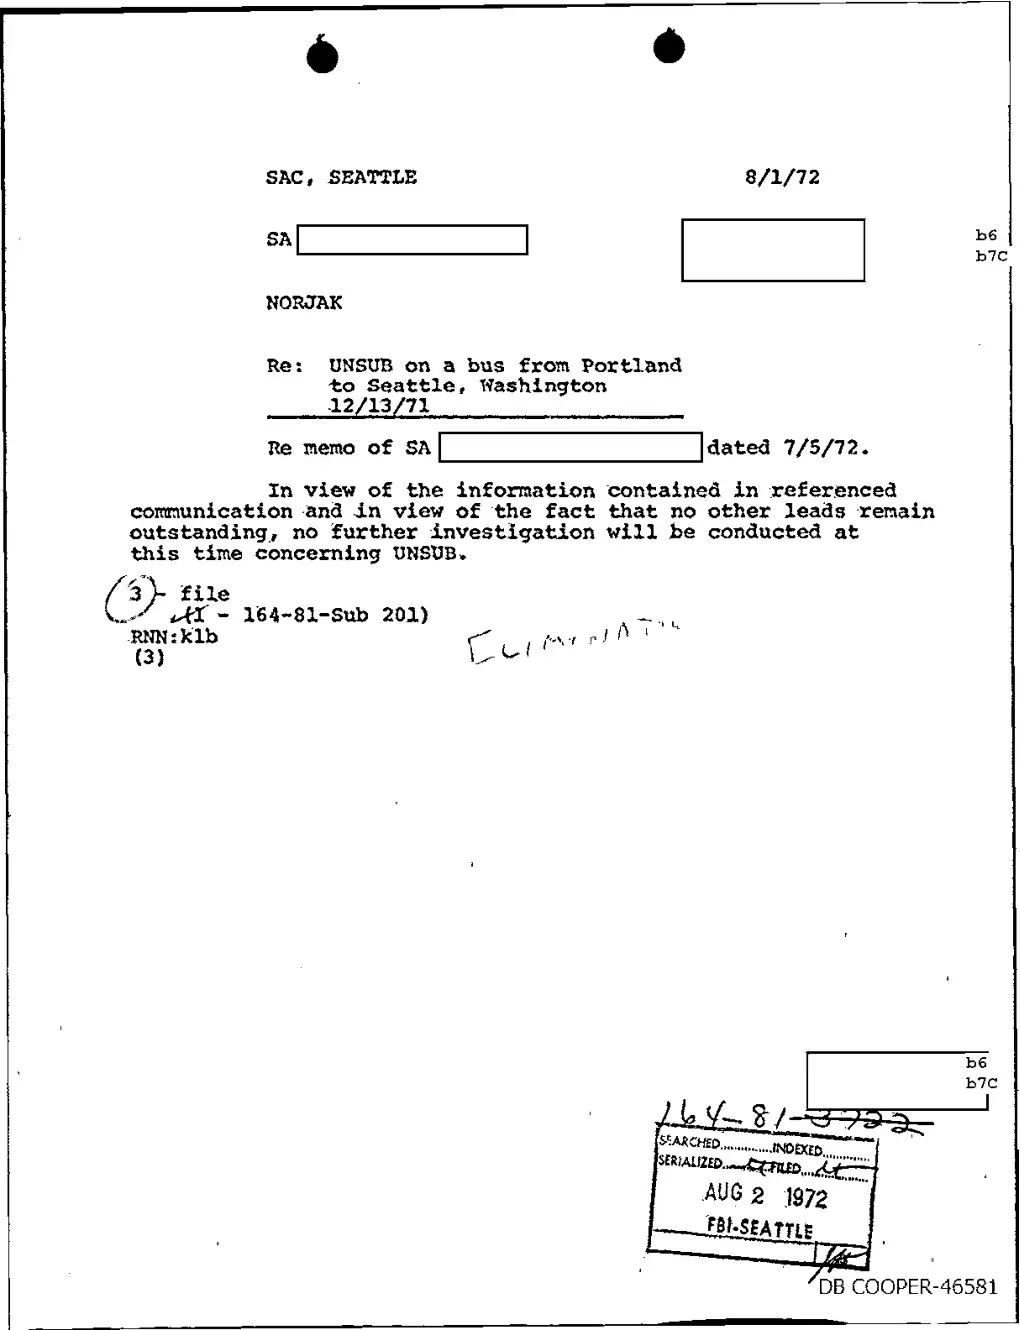 SAC, SEATTLE 8/1/72
SA
b6
b7C
NORJAK
Re: UNSUB on a bus from Portland
to Seattle, Washington
12/13/71
Re memo of SA dated 7/5/72.
In view of the information contained in referenced
communication and in view of the fact that no other leads remain
outstanding, no further investigation will be conducted at
this time concerning UNSUB.
3 - file
- 164-81-Sub 201)
RNN:klb
(3)
b6
b7C
164-81-3722
SEARCHED..............INDEXED............
SERIALIZED.......FILED............
AUG 2 1972
FBI-SEATTLE
DB COOPER-46581